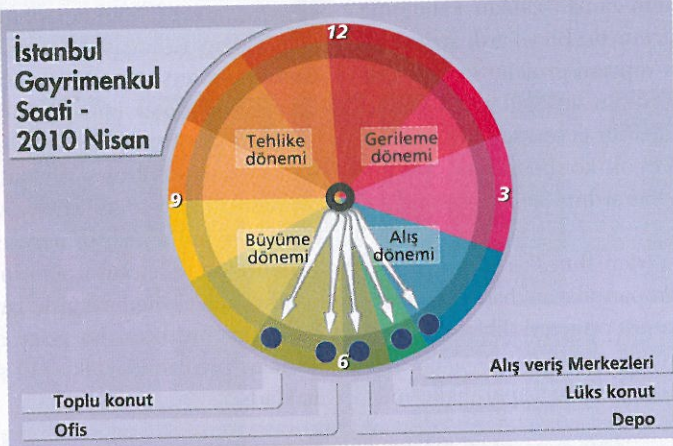 İstanbul
Gayrimenkul
Saati -
2010 Nisan
12
Tehlike
dönemi
Gerileme
dönemi
9
3
Büyüme
dönemi
Alış
dönemi
6
Alış veriş Merkezleri
Toplu konut
Lüks konut
Ofis
Depo